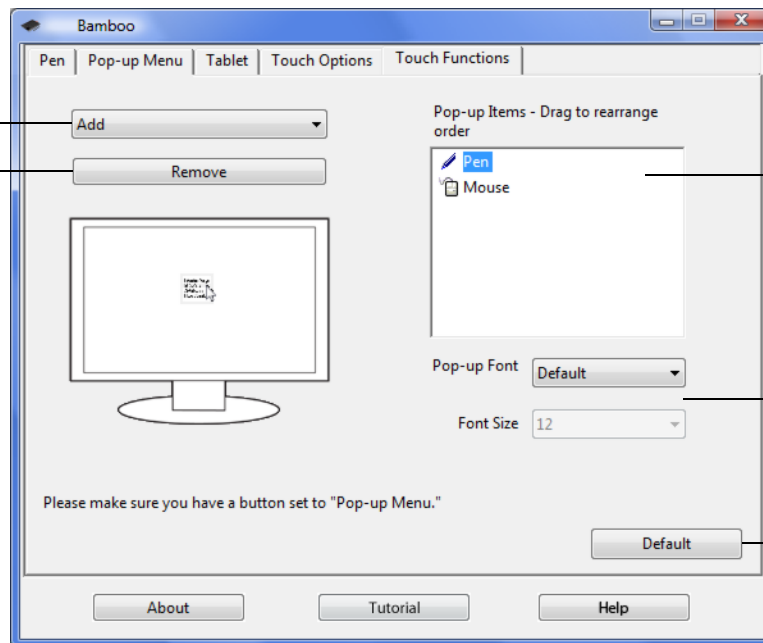 Bamboo
Pen Pop-up Menu Tablet Touch Options Touch Functions
Add
Remove
Pop-up Items - Drag to rearrange
order
Pen
Mouse
Pop-up Font Default
Font Size 12
Please make sure you have a button set to "Pop-up Menu."
Default
About Tutorial Help